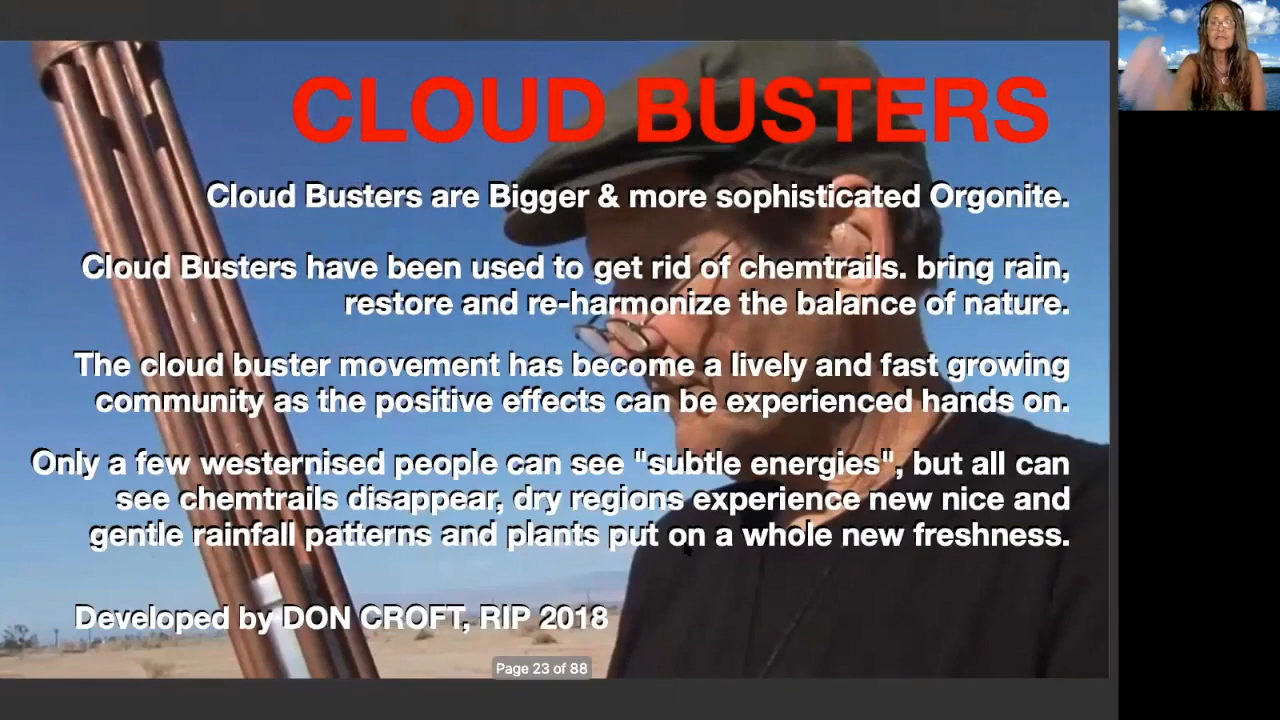 CLOUD BUSTERS
Cloud Busters are Bigger & more sophisticated Orgonite.
Cloud Busters have been used to get rid of chemtrails. bring rain,
restore and re-harmonize the balance of nature.
The cloud buster movement has become a lively and fast growing
community as the positive effects can be experienced hands on.
Only a few westernised people can see "subtle energies", but all can
see chemtrails disappear, dry regions experience new nice and
gentle rainfall patterns and plants put on a whole new freshness.
Developed by DON CROFT, RIP 2018
Page 23 of 88